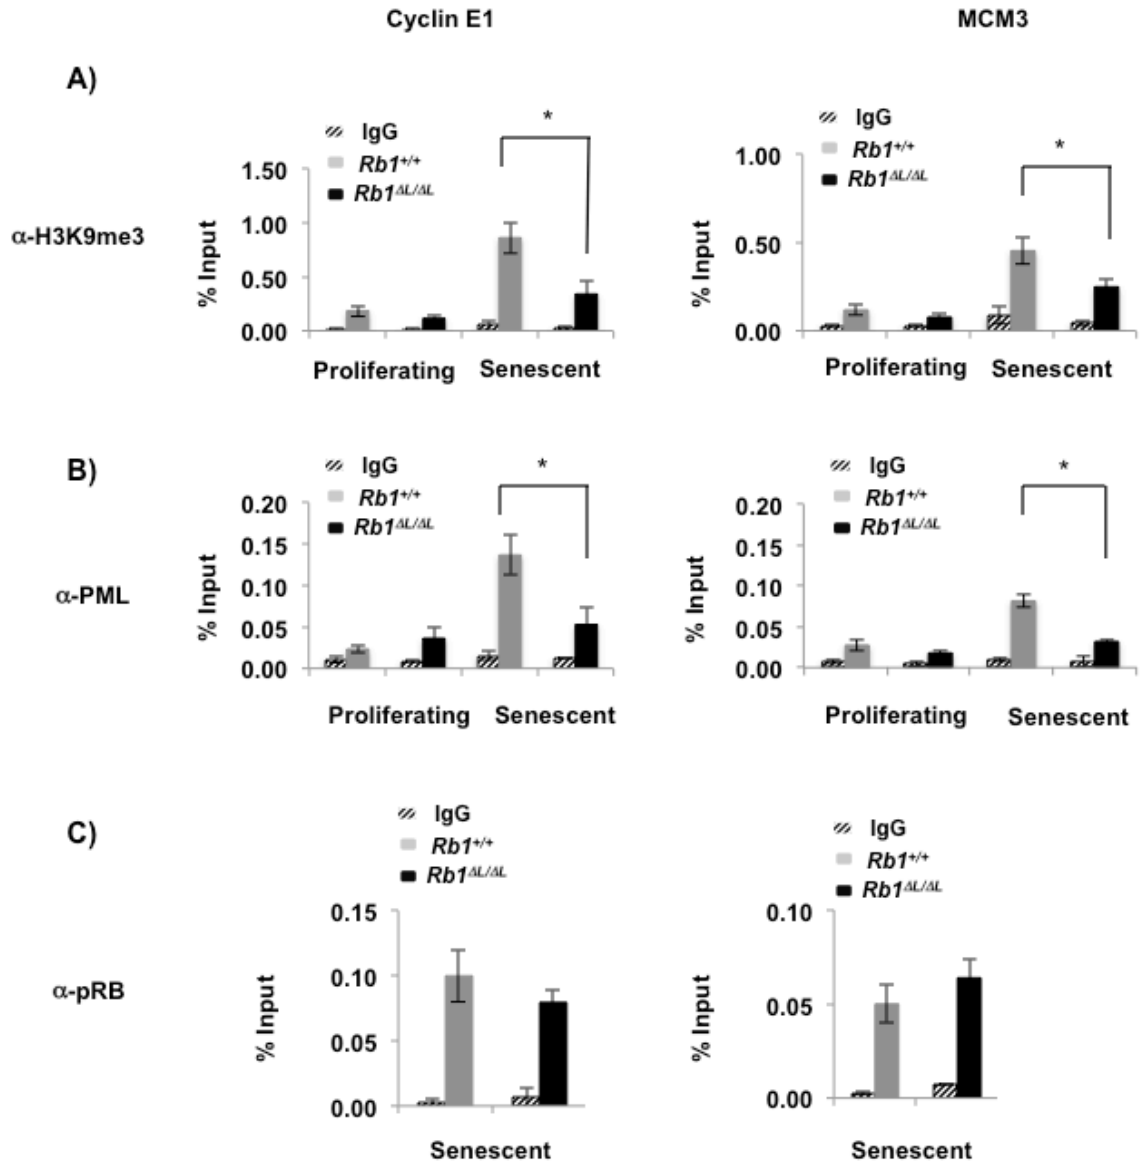 Cyclin E1
MCM3
A)
α-H3K9me3
IgG
Rb1+/+
Rb1ΔL/ΔL
% Input
1.50
1.00
0.50
0.00
*
Proliferating
Senescent
IgG
Rb1+/+
Rb1ΔL/ΔL
% Input
1.00
0.50
0.00
*
Proliferating
Senescent
B)
α-PML
IgG
Rb1+/+
Rb1ΔL/ΔL
% Input
0.20
0.15
0.10
0.05
0.00
*
Proliferating
Senescent
IgG
Rb1+/+
Rb1ΔL/ΔL
% Input
0.20
0.15
0.10
0.05
0.00
*
Proliferating
Senescent
C)
α-pRB
IgG
Rb1+/+
Rb1ΔL/ΔL
% Input
0.15
0.10
0.05
0.00
Senescent
IgG
Rb1+/+
Rb1ΔL/ΔL
% Input
0.10
0.05
0.00
Senescent